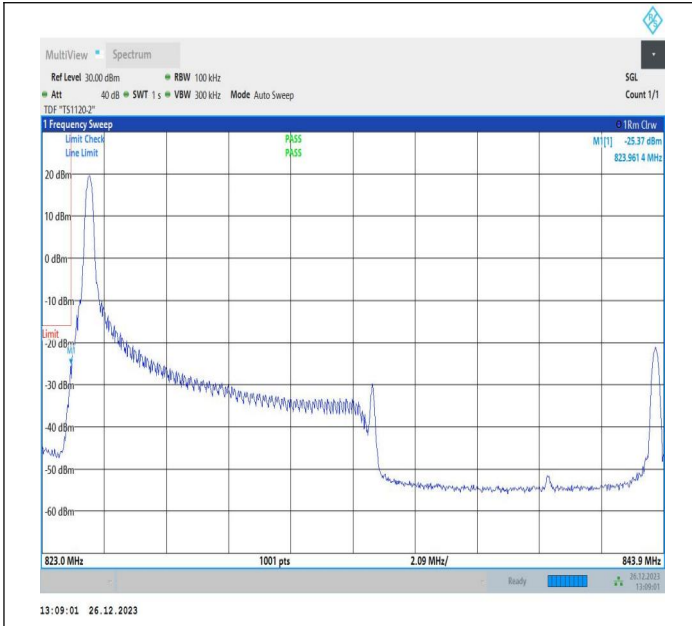 MultiView Spectrum
Ref Level 30.00 dBm RBW 100 kHz SGL
Att 40 dB SWT 1 s VBW 300 kHz Mode Auto Sweep Count 1/1
TDF "TS1120-2"
1 Frequency Sweep 1Rm Clrw
Limit Check PASS M1[1] -25.37 dBm
Line Limit PASS 823.961 4 MHz
20 dBm
10 dBm
0 dBm
-10 dBm
Limit
-20 dBm
M1
-30 dBm
-40 dBm
-50 dBm
-60 dBm
823.0 MHz 1001 pts 2.09 MHz/ 843.9 MHz
Ready 26.12.2023
13:09:01
13:09:01 26.12.2023